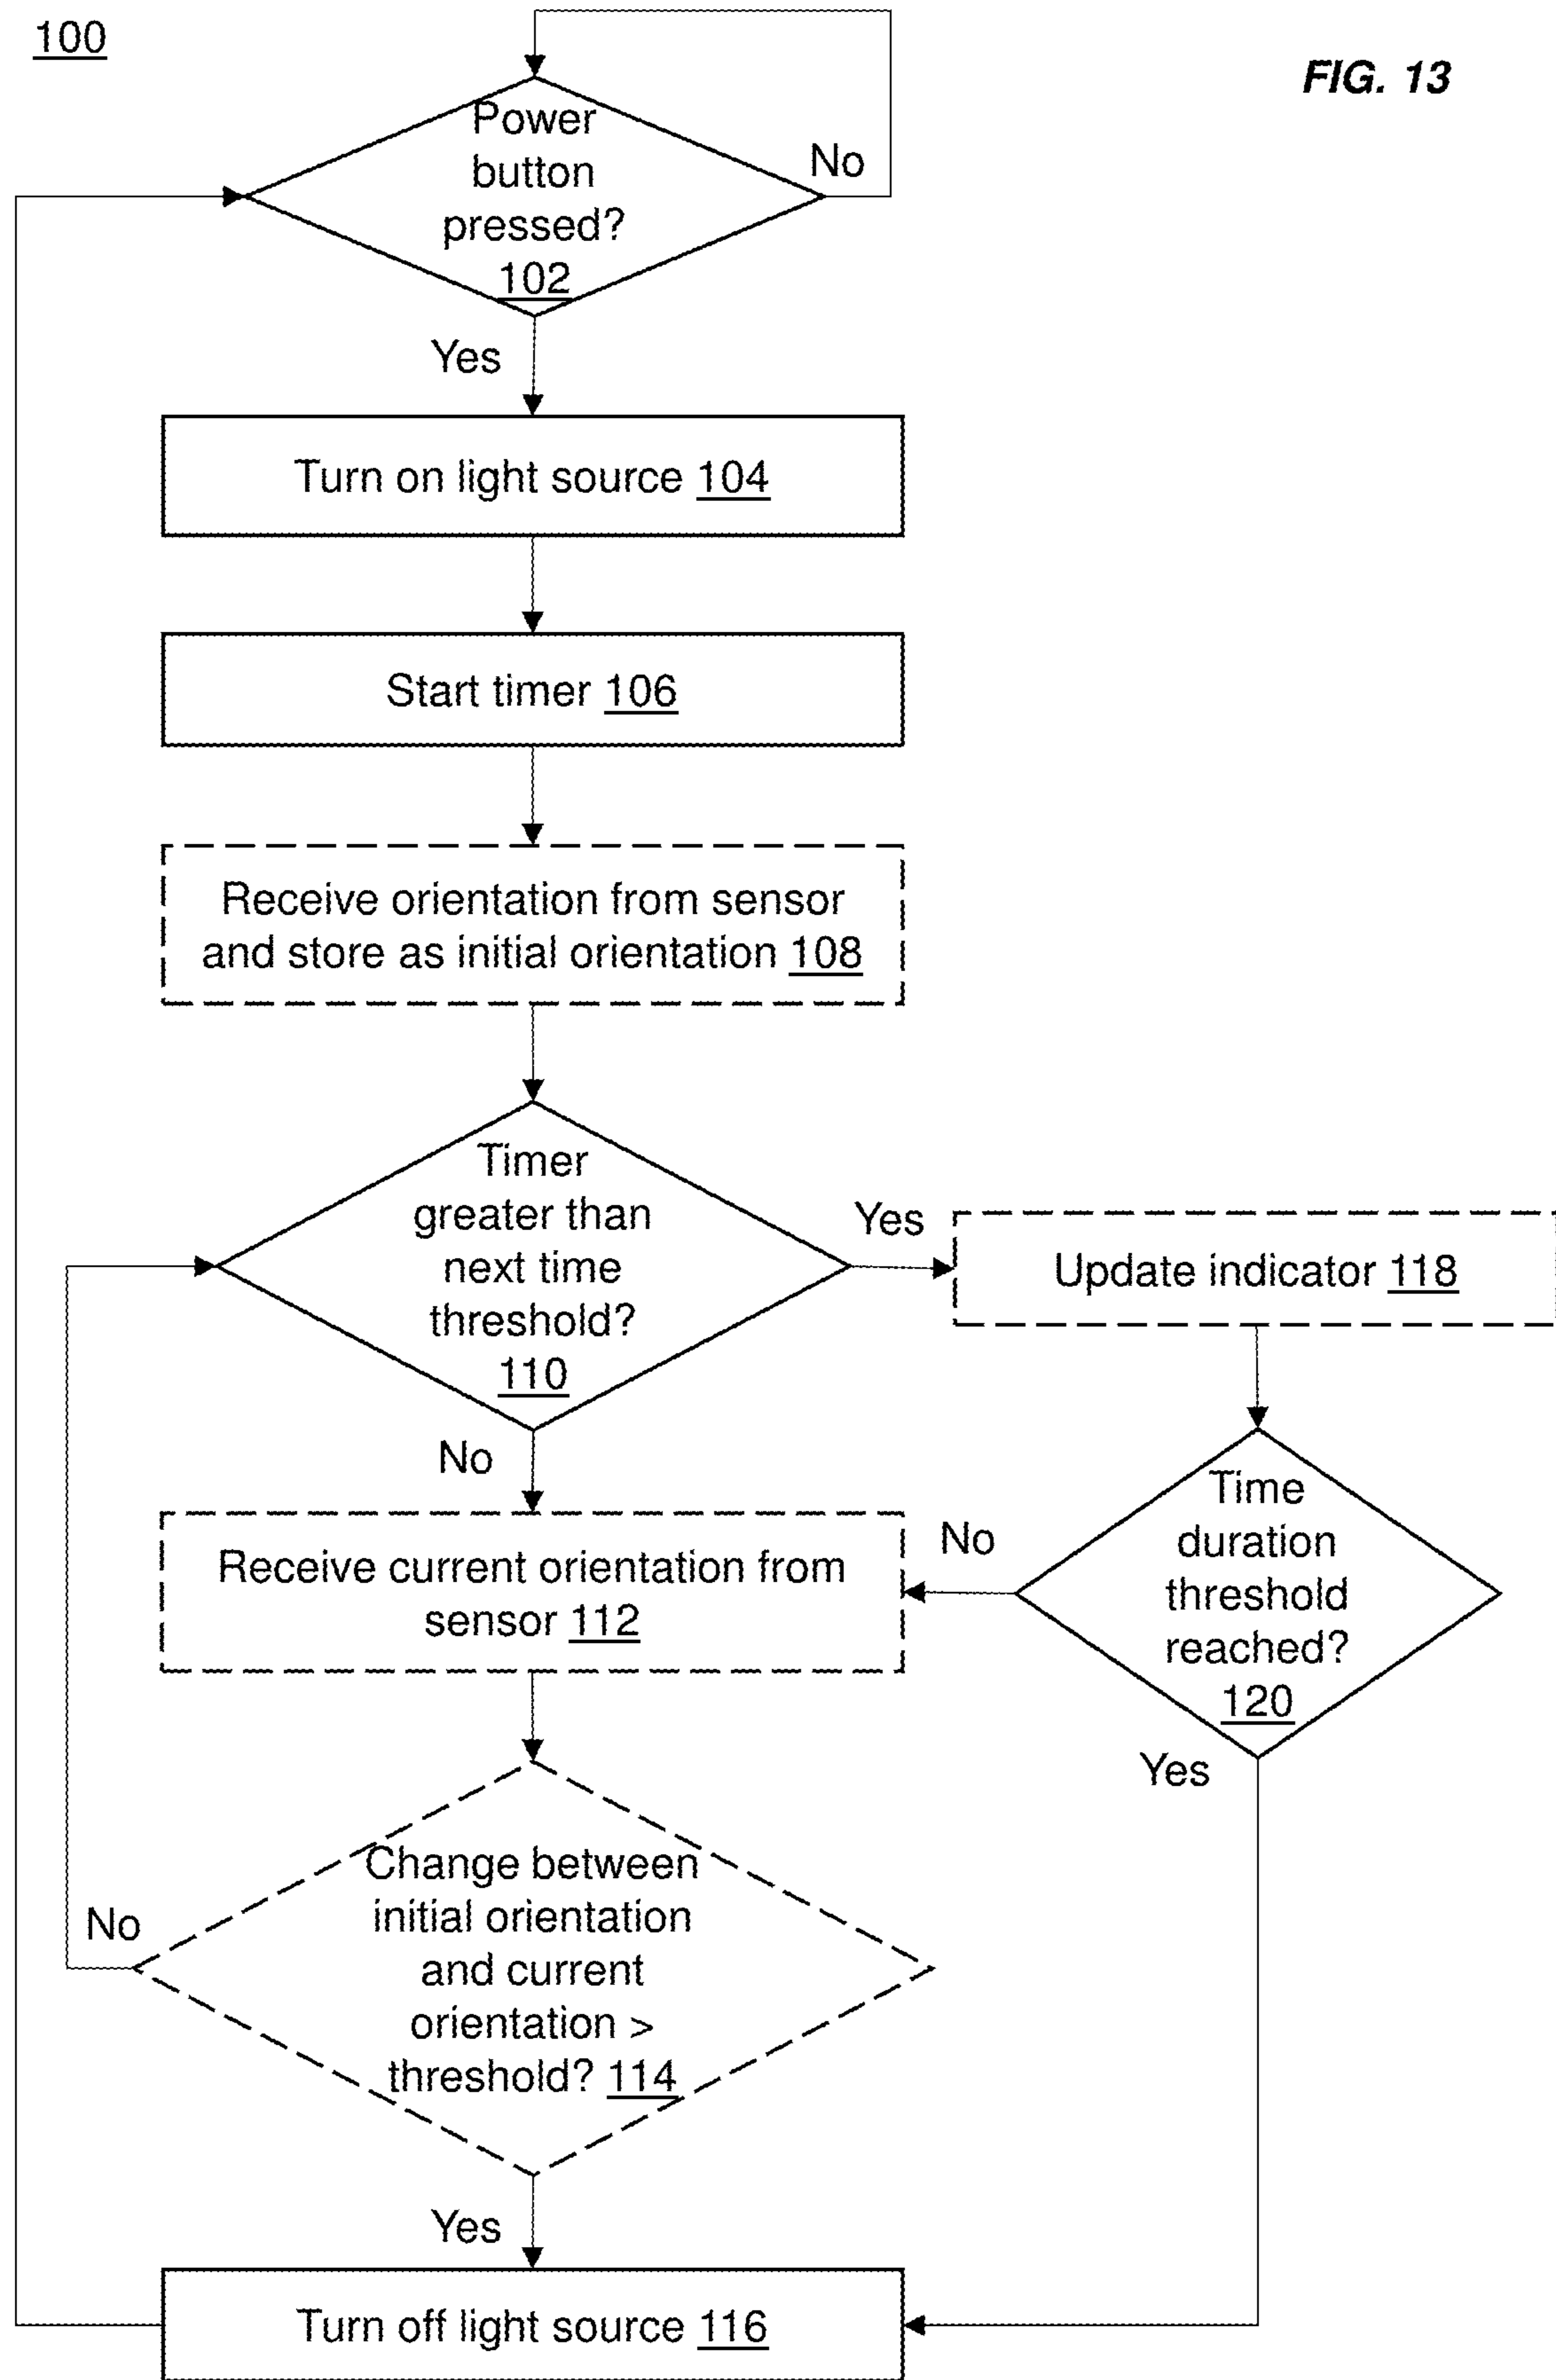 100
FIG. 13
Power
button
pressed?
102
No
Yes
Turn on light source 104
Start timer 106
Receive orientation from sensor
and store as initial orientation 108
Timer
greater than
next time
threshold?
110
Yes
Update indicator 118
No
Time
duration
threshold
reached?
120
No
Yes
Receive current orientation from
sensor 112
Change between
initial orientation
and current
orientation >
threshold? 114
No
Yes
Turn off light source 116